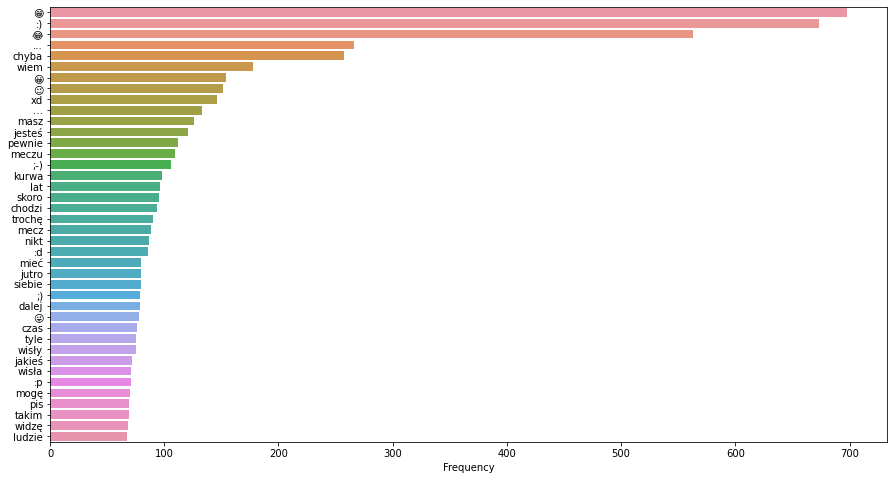 😁
:)
😂
...
chyba
wiem
😀
🙂
xd
…
masz
jesteś
pewnie
meczu
;-)
kurwa
lat
skoro
chodzi
trochę
mecz
nikt
:d
mieć
jutro
siebie
;)
dalej
czas
tyle
wisły
jakieś
wisła
:p
mogę
pis
takim
widzę
ludzie
0 100 200 300 400 500 600 700
Frequency